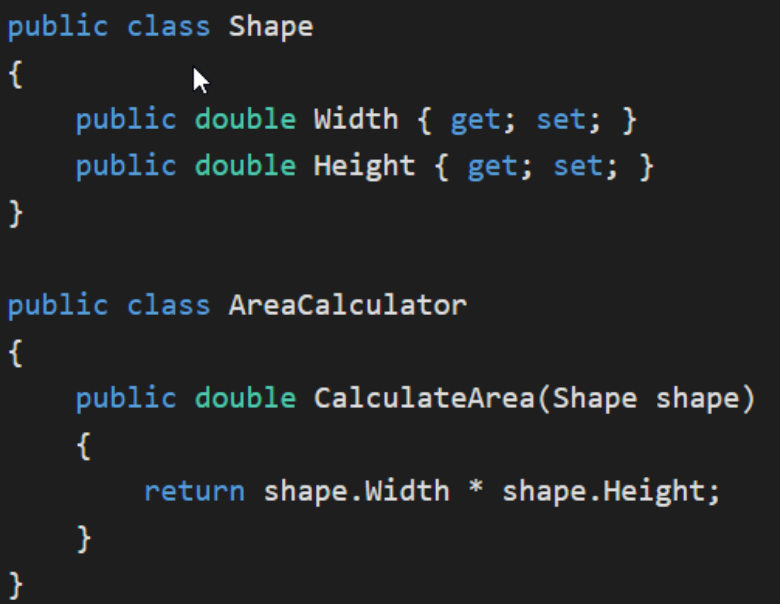 public class Shape
{
    public double Width { get; set; }
    public double Height { get; set; }
}

public class AreaCalculator
{
    public double CalculateArea(Shape shape)
    {
        return shape.Width * shape.Height;
    }
}